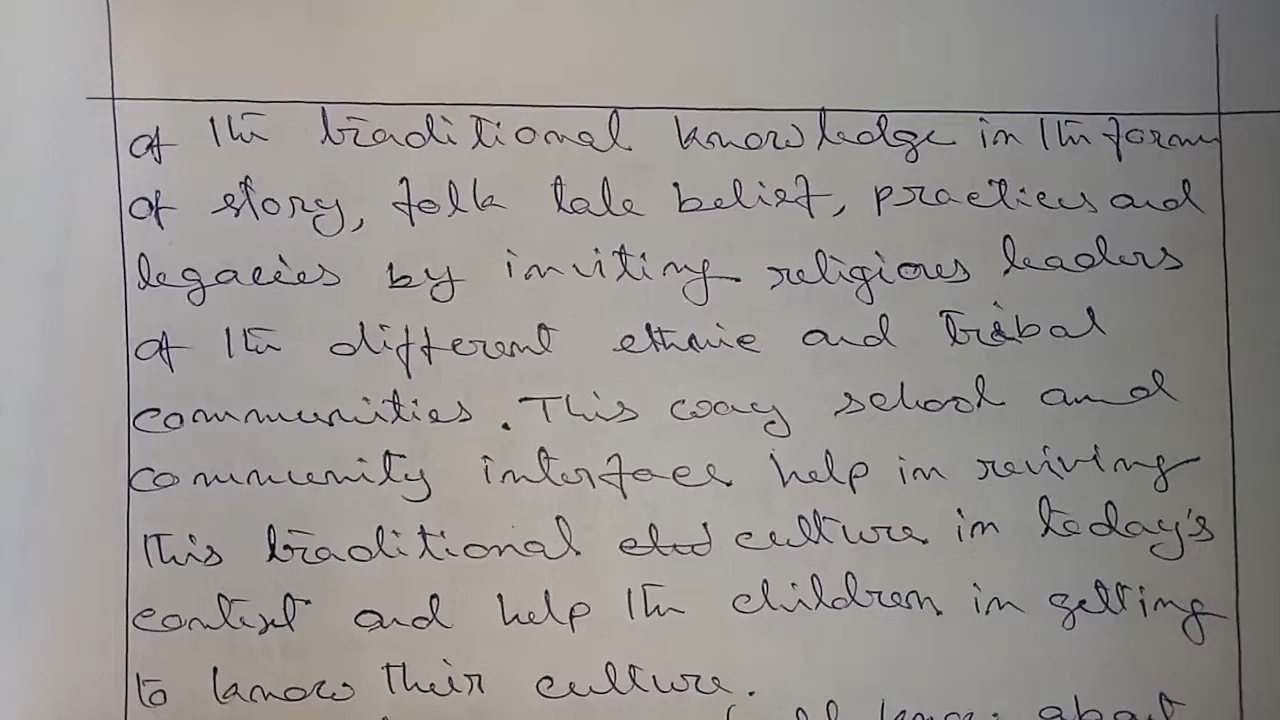 of the traditional knowledge in the form
of story, folk tale belief, practices and
legacies by inviting religious leaders
of the different ethnic and tribal
communities. This way school and
community interface help in reviving
this traditional culture in today's
context and help the children in getting
to know their culture.
about